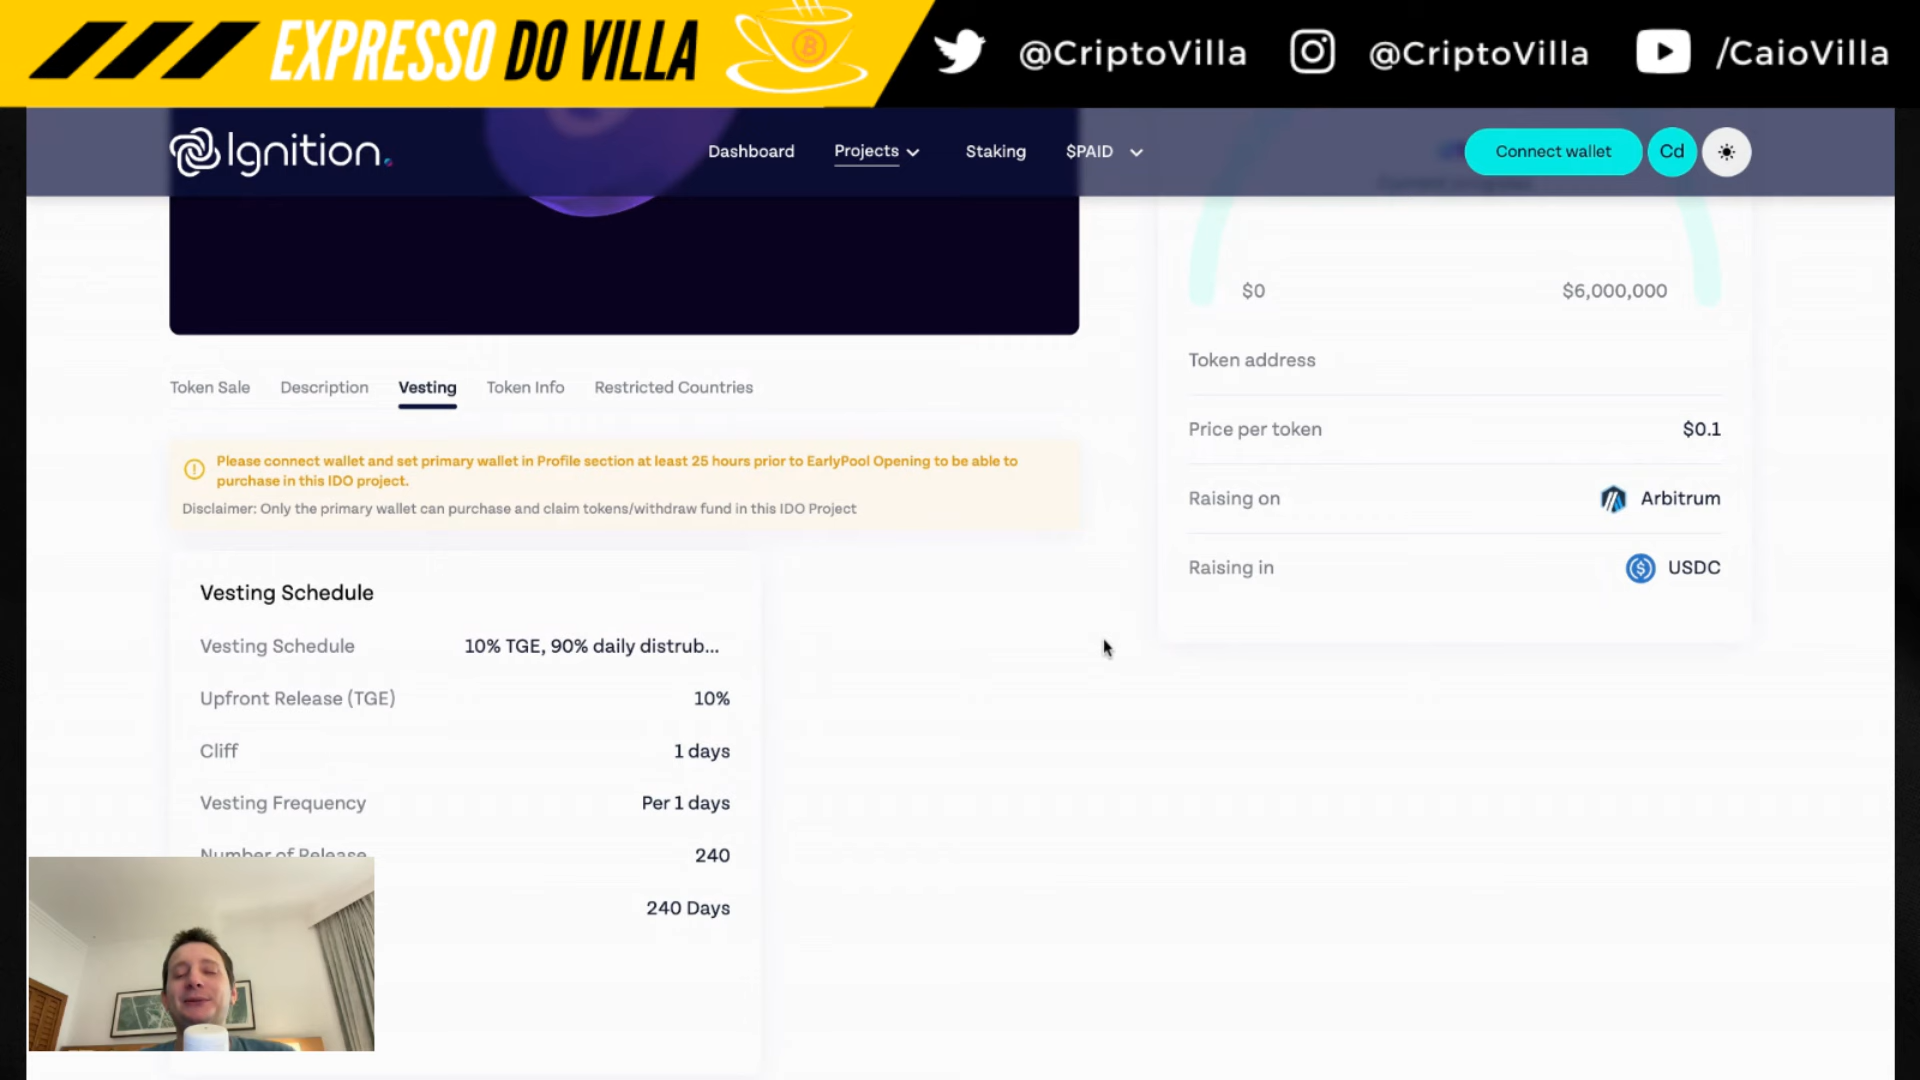 EXPRESSO DO VILLA
@CriptoVilla
@CriptoVilla
/CaioVilla
Ignition.
Dashboard
Projects
Staking
$PAID
Connect wallet
Cd
$0
$6,000,000
Token address
Price per token
$0.1
Raising on
Arbitrum
Raising in
USDC
Token Sale
Description
Vesting
Token Info
Restricted Countries
Please connect wallet and set primary wallet in Profile section at least 25 hours prior to EarlyPool Opening to be able to
purchase in this IDO project.
Disclaimer: Only the primary wallet can purchase and claim tokens/withdraw fund in this IDO Project
Vesting Schedule
Vesting Schedule
10% TGE, 90% daily distrub...
Upfront Release (TGE)
10%
Cliff
1 days
Vesting Frequency
Per 1 days
Number of Release
240
240 Days